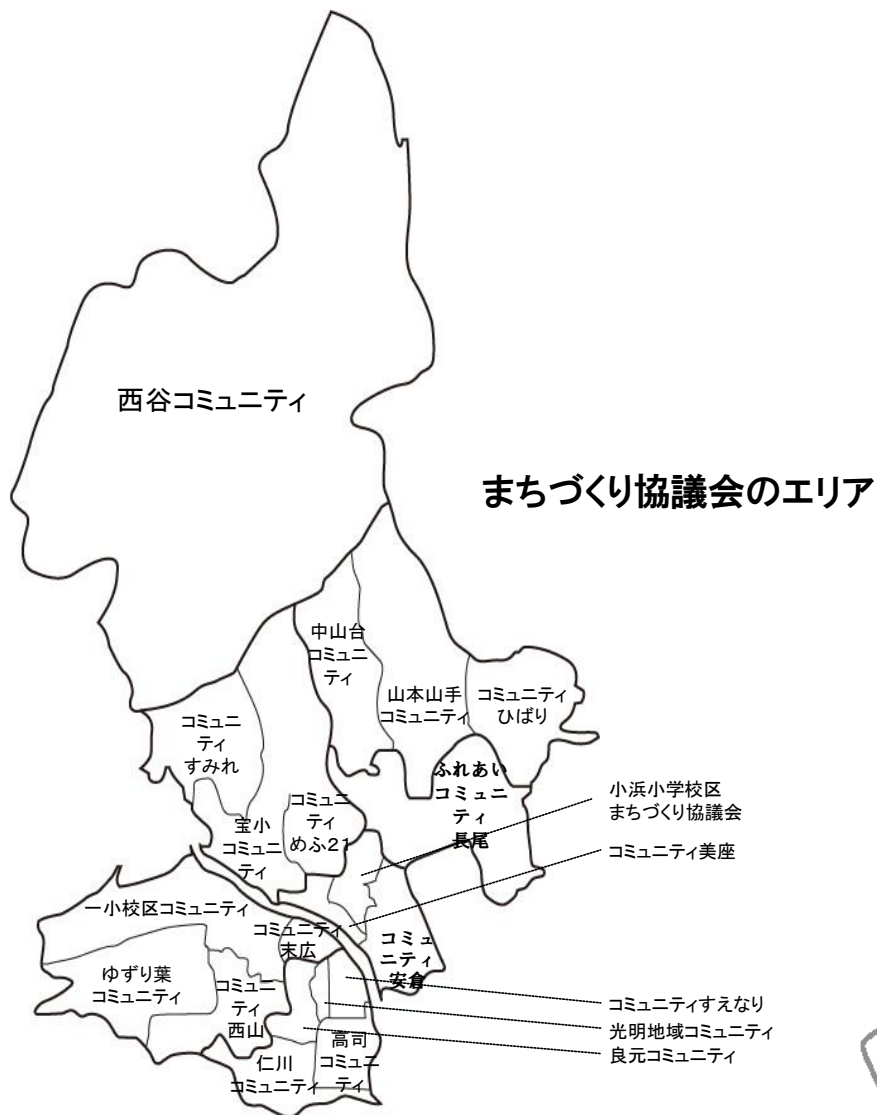 西谷コミュニティ
まちづくり協議会のエリア
中山台
コミュニ
ティ
山本山手
コミュニティ
コミュニティ
ひばり
コミュニ
ティ
すみれ
ふれあい
コミュニ
ティ
長尾
小浜小学校区
まちづくり協議会
コミュニ
ティ
めふ21
宝小
コミュニ
ティ
コミュニティ美座
一小校区コミュニティ
コミュニティ
末広
コミュ
ニティ
安倉
ゆずり葉
コミュニティ
コミュニ
ティ
西山
コミュニティすえなり
光明地域コミュニティ
良元コミュニティ
高司
コミュニ
ティ
仁川
コミュニティ